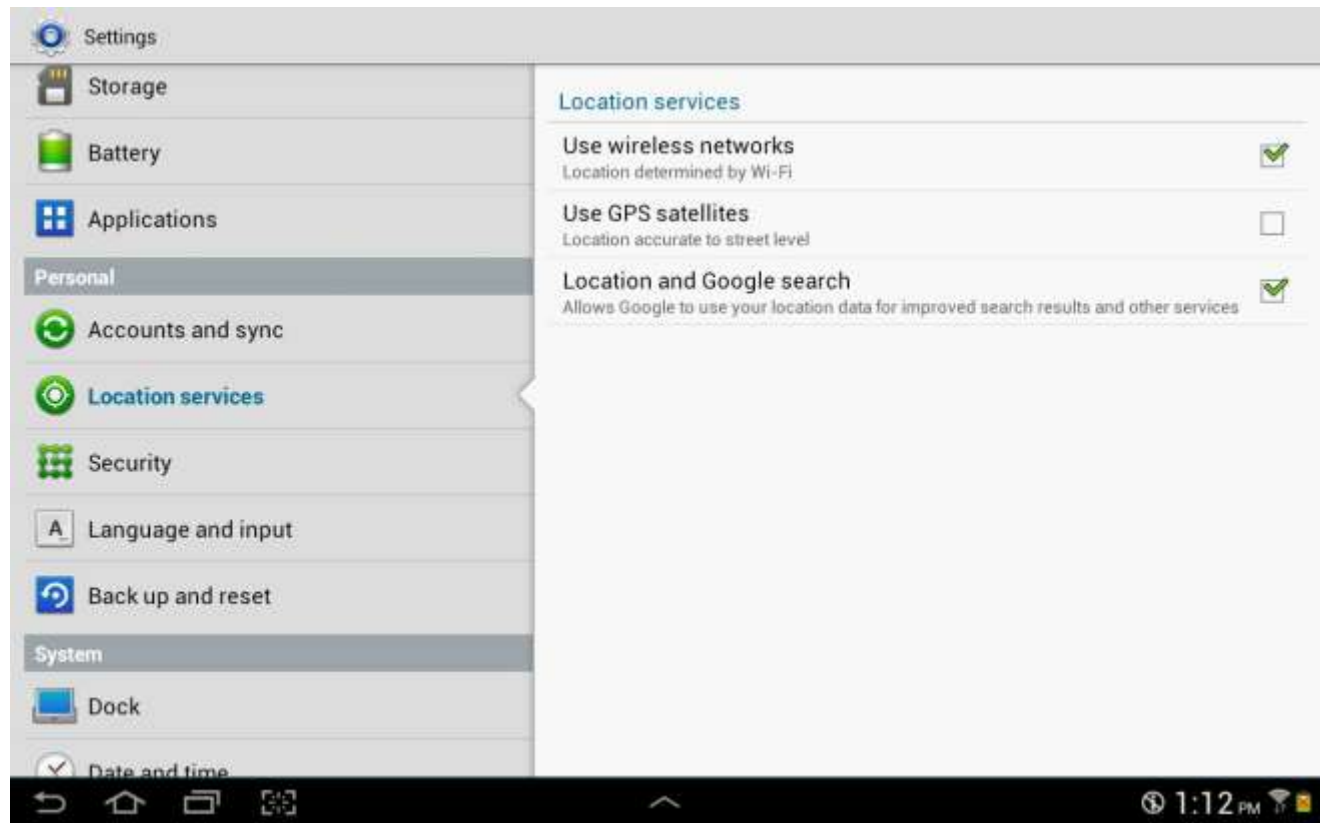 Settings
Storage
Battery
Applications
Personal
Accounts and sync
Location services
Security
Language and input
Back up and reset
System
Dock
Date and time
Location services
Use wireless networks
Location determined by Wi-Fi
Use GPS satellites
Location accurate to street level
Location and Google search
Allows Google to use your location data for improved search results and other services
1:12 PM